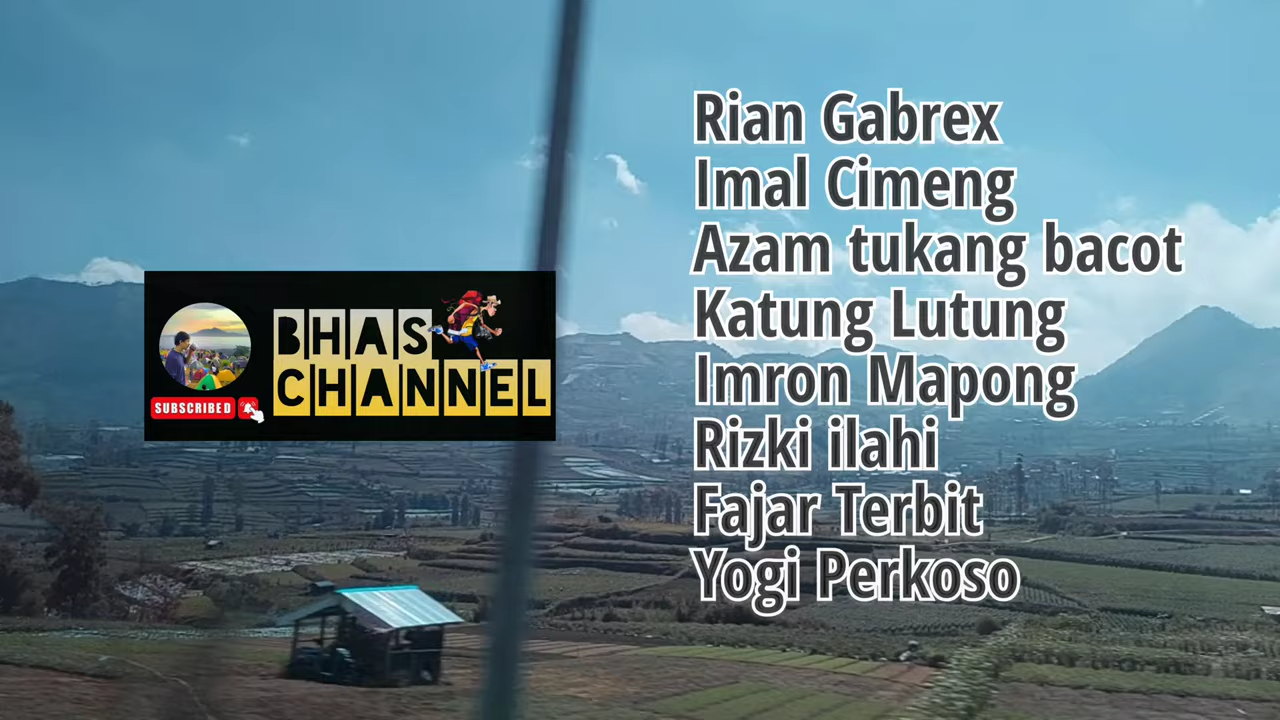 BHAS
CHANNEL
SUBSCRIBED
Rian Gabrex
Imal Cimeng
Azam tukang bacot
Katung Lutung
Imron Mapong
Rizki ilahi
Fajar Terbit
Yogi Perkoso